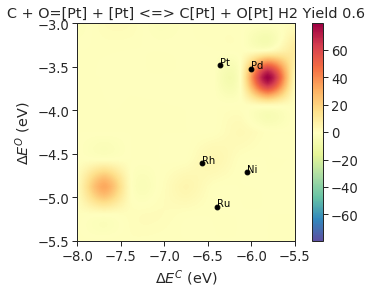 C + O=[Pt] + [Pt] <=> C[Pt] + O[Pt] H2 Yield 0.6
−3.0
−3.5
−4.0
−4.5
−5.0
−5.5
ΔE^O (eV)
Pt
Pd
Rh
Ni
Ru
−8.0 −7.5 −7.0 −6.5 −6.0 −5.5
ΔE^C (eV)
60
40
20
0
−20
−40
−60